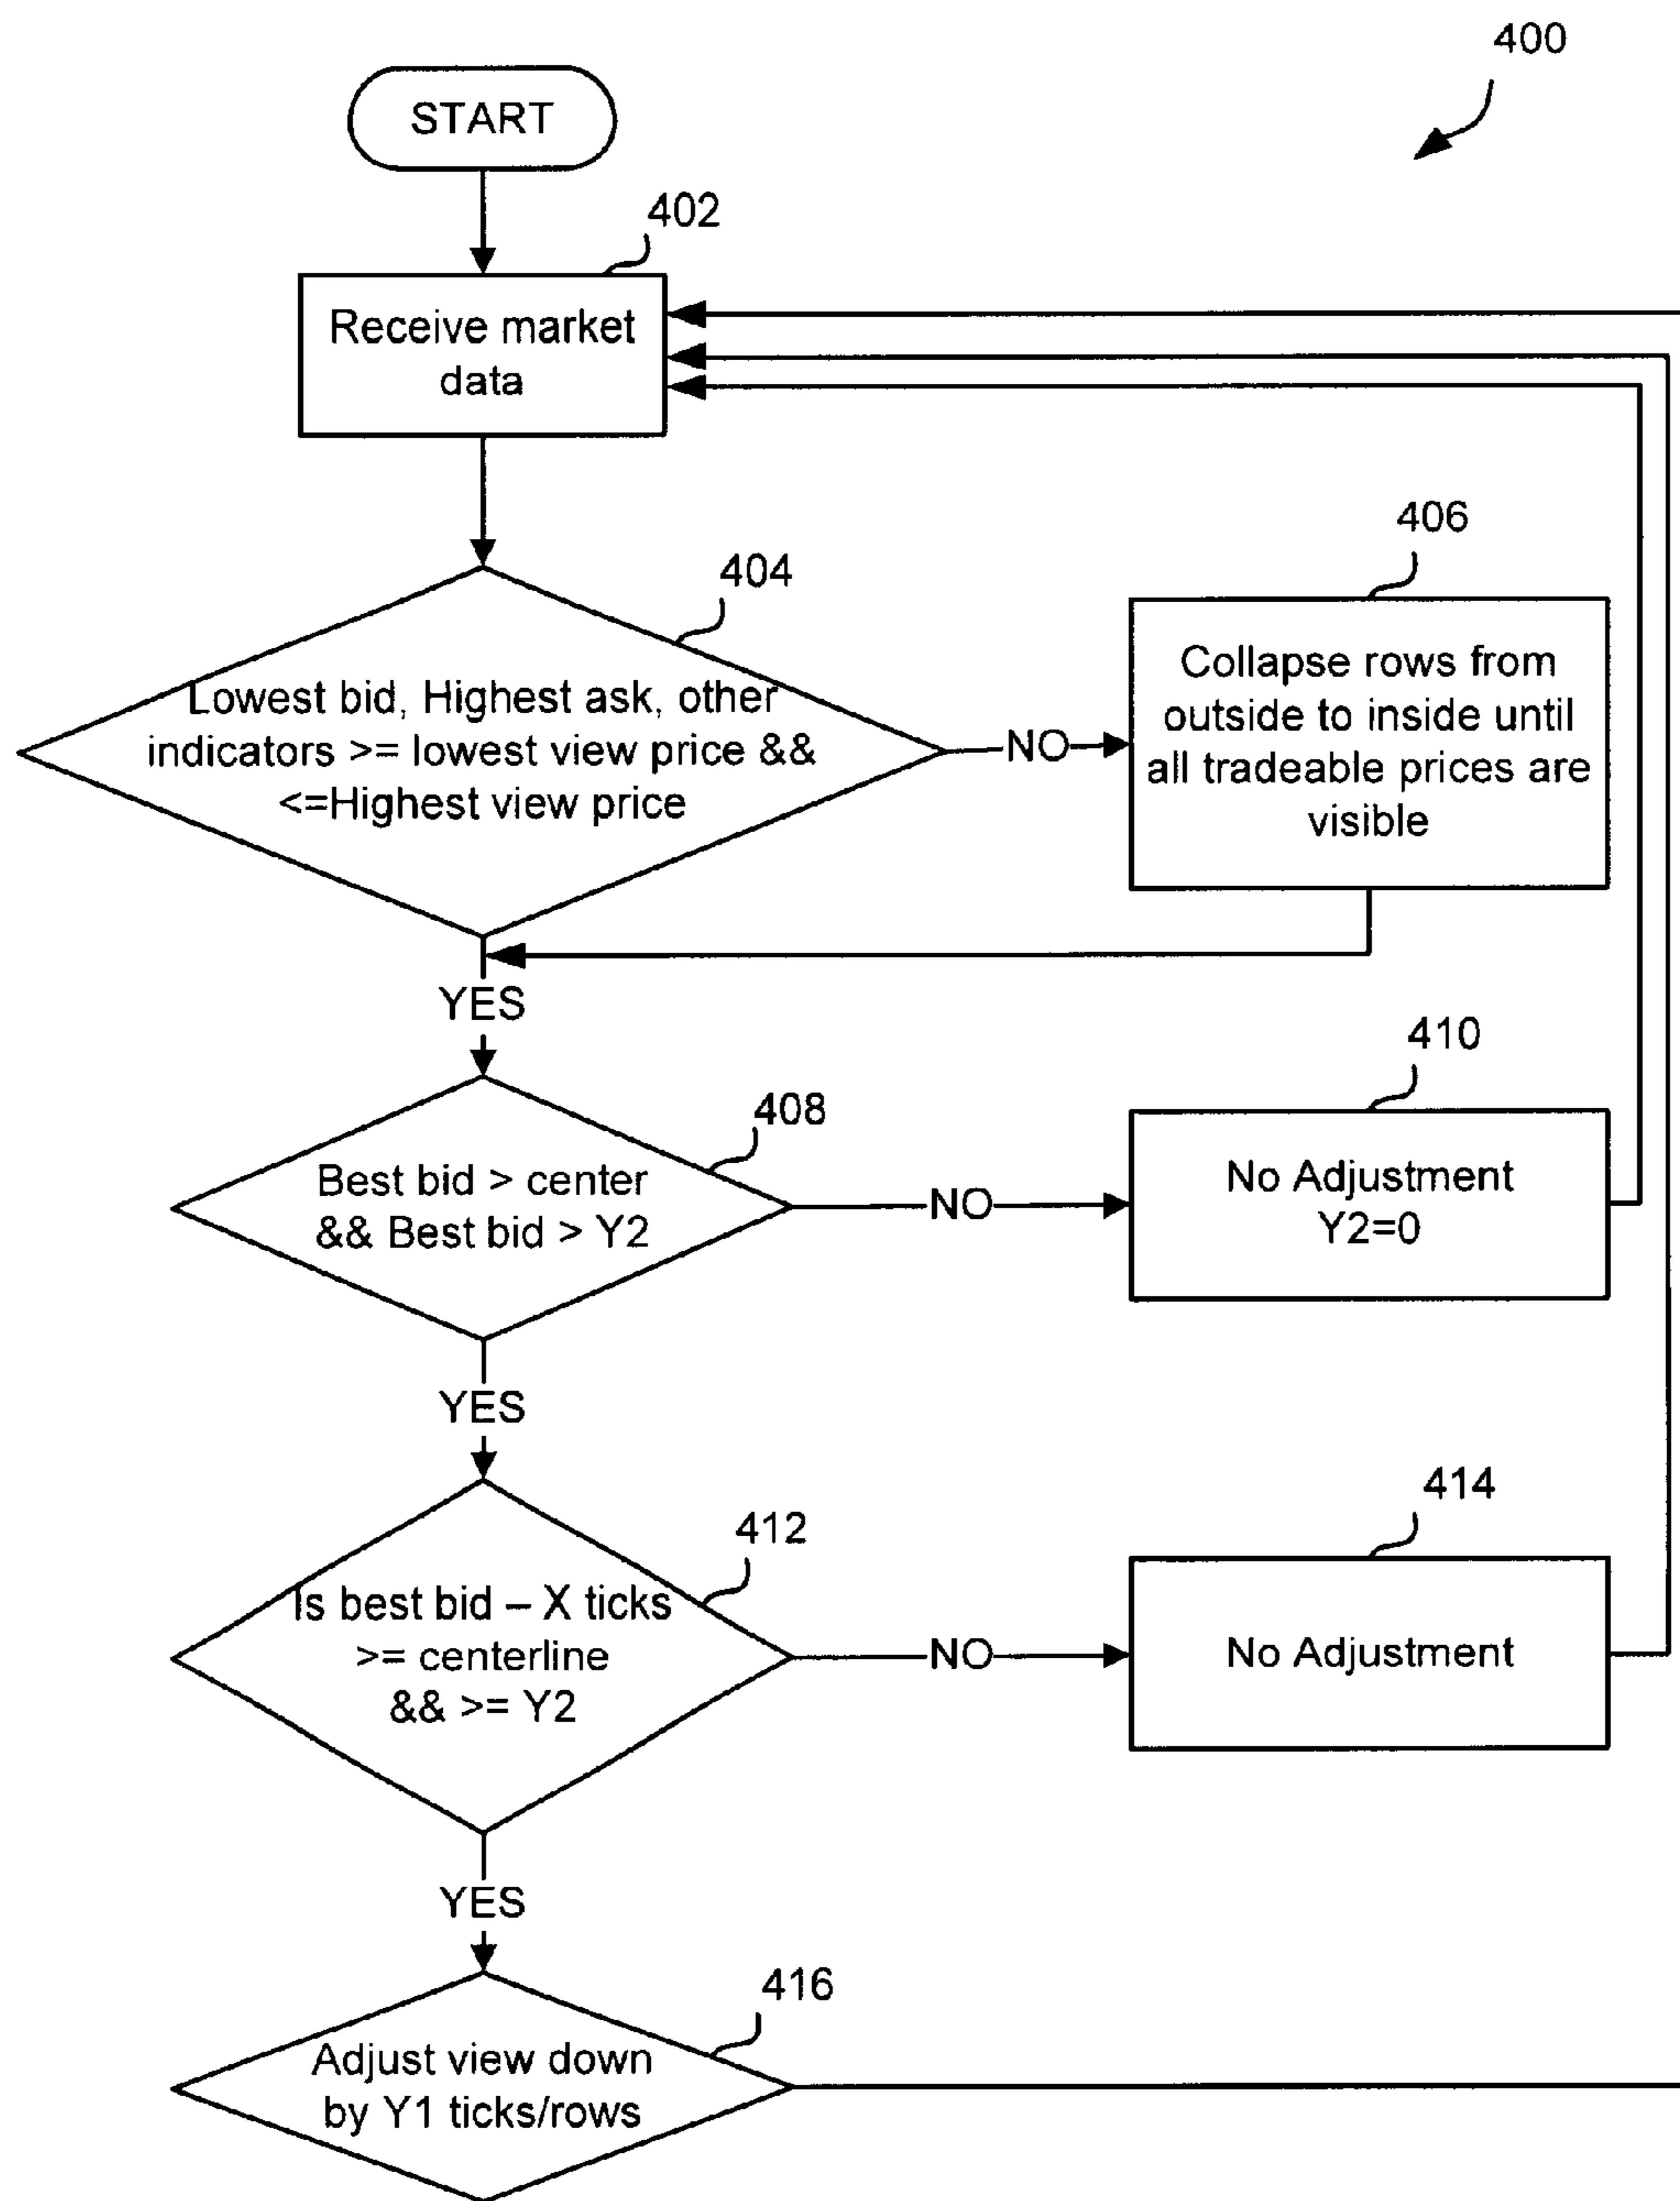 400
START
402
Receive market
data
404
406
Lowest bid, Highest ask, other
indicators >= lowest view price &&
<=Highest view price
NO
Collapse rows from
outside to inside until
all tradeable prices are
visible
YES
408
410
Best bid > center
&& Best bid > Y2
NO
No Adjustment
Y2=0
YES
412
414
Is best bid – X ticks
>= centerline
&& >= Y2
NO
No Adjustment
YES
416
Adjust view down
by Y1 ticks/rows